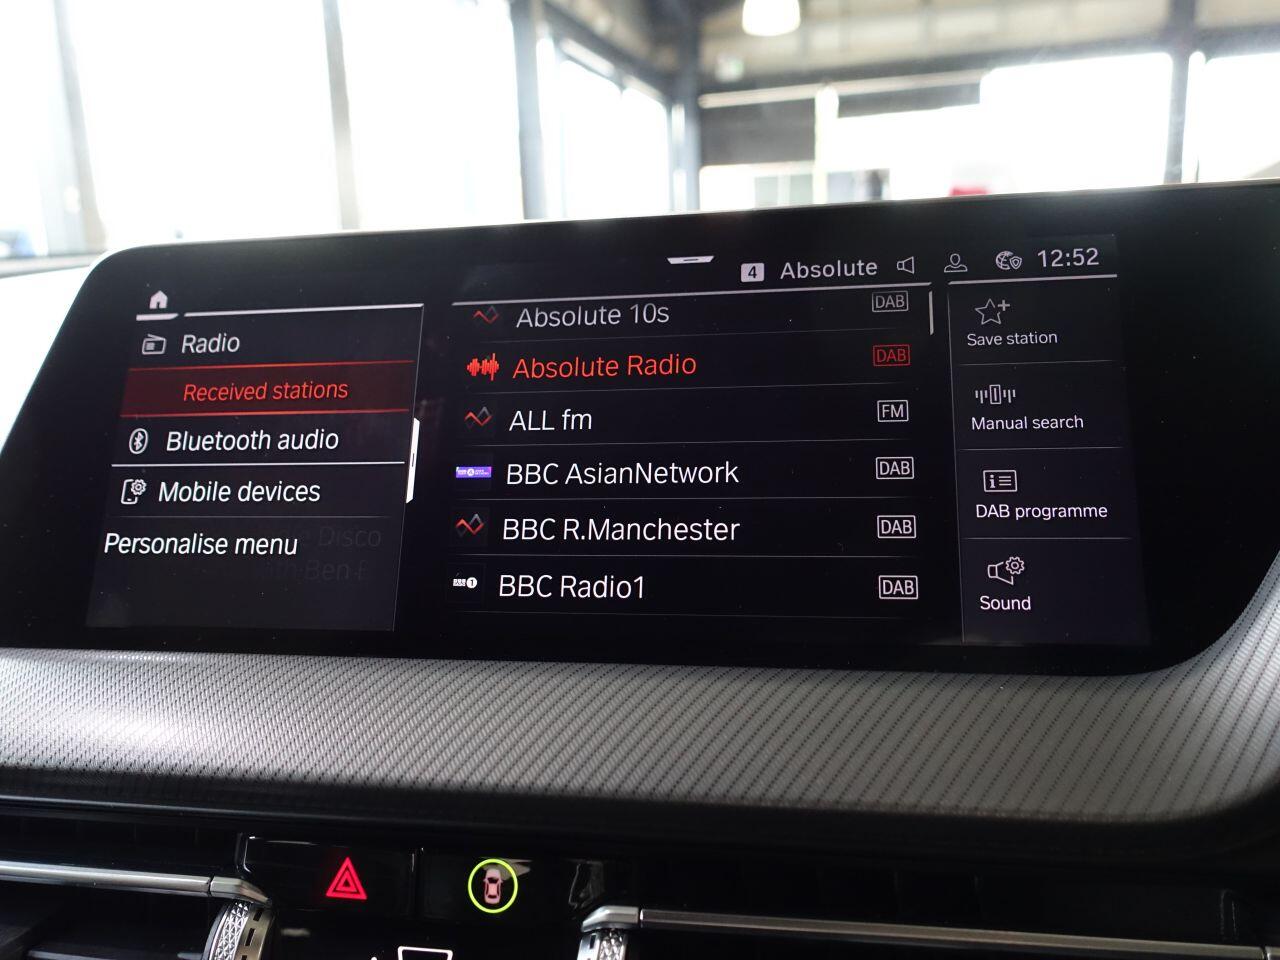 4 Absolute 12:52
Radio
Received stations
Bluetooth audio
Mobile devices
Personalise menu
Disco
Absolute 10s DAB
Absolute Radio DAB
ALL fm FM
BBC AsianNetwork DAB
BBC R.Manchester DAB
BBC Radio1 DAB
Save station
Manual search
DAB programme
Sound